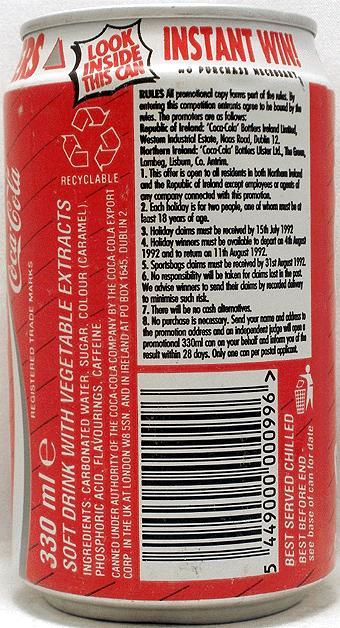 ERS
LOOK
INSIDE
THIS CAN
INSTANT WIN!
NO PURCHASE NECESSARY
RECYCLABLE
RULES All promotional copy forms part of the rules. By
entering this competition entrants agree to be bound by
the rules. The promoters are as follows:
Republic of Ireland: 'Coca-Cola' Bottlers Ireland Limited,
Western Industrial Estate, Naas Road, Dublin 12.
Northern Ireland: 'Coca-Cola' Bottlers Ulster Ltd., The Green,
Lambeg, Lisburn, Co. Antrim.
1. This offer is open to all residents in both Northern Ireland
and the Republic of Ireland except employees or agents of
any company connected with this promotion.
2. Each holiday is for two people, one of whom must be at
least 18 years of age.
3. Holiday claims must be received by 15th July 1992
4. Holiday winners must be available to depart on 4th August
1992 and to return on 11th August 1992.
5. Sportsbags claims must be received by 31st August 1992.
6. No responsibility will be taken for claims lost in the post.
We advise winners to send their claims by recorded delivery
to minimise such risk.
7. There will be no cash alternatives.
8. No purchase is necessary. Send your name and address to
the promotion address and an independent judge will open a
promotional 330ml can on your behalf and inform you of the
result within 28 days. Only one can per postal applicant.
Coca-Cola
REGISTERED TRADE MARKS
330 ml e
SOFT DRINK WITH VEGETABLE EXTRACTS
INGREDIENTS: CARBONATED WATER, SUGAR, COLOUR (CARAMEL),
PHOSPHORIC ACID, FLAVOURINGS, CAFFEINE.
CANNED UNDER AUTHORITY OF THE COCA-COLA COMPANY BY THE COCA-COLA EXPORT
CORP. IN THE UK AT LONDON W8 5SN, AND IN IRELAND AT PO BOX 1645, DUBLIN 2.
5 449000 000996 >
BEST SERVED CHILLED
BEST BEFORE END -
see base of can for date